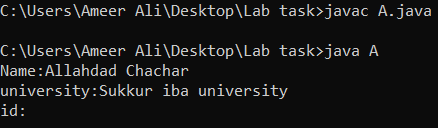 C:\Users\Ameer Ali\Desktop\Lab task>javac A.java
C:\Users\Ameer Ali\Desktop\Lab task>java A
Name:Allahdad Chachar
university:Sukkur iba university
id: